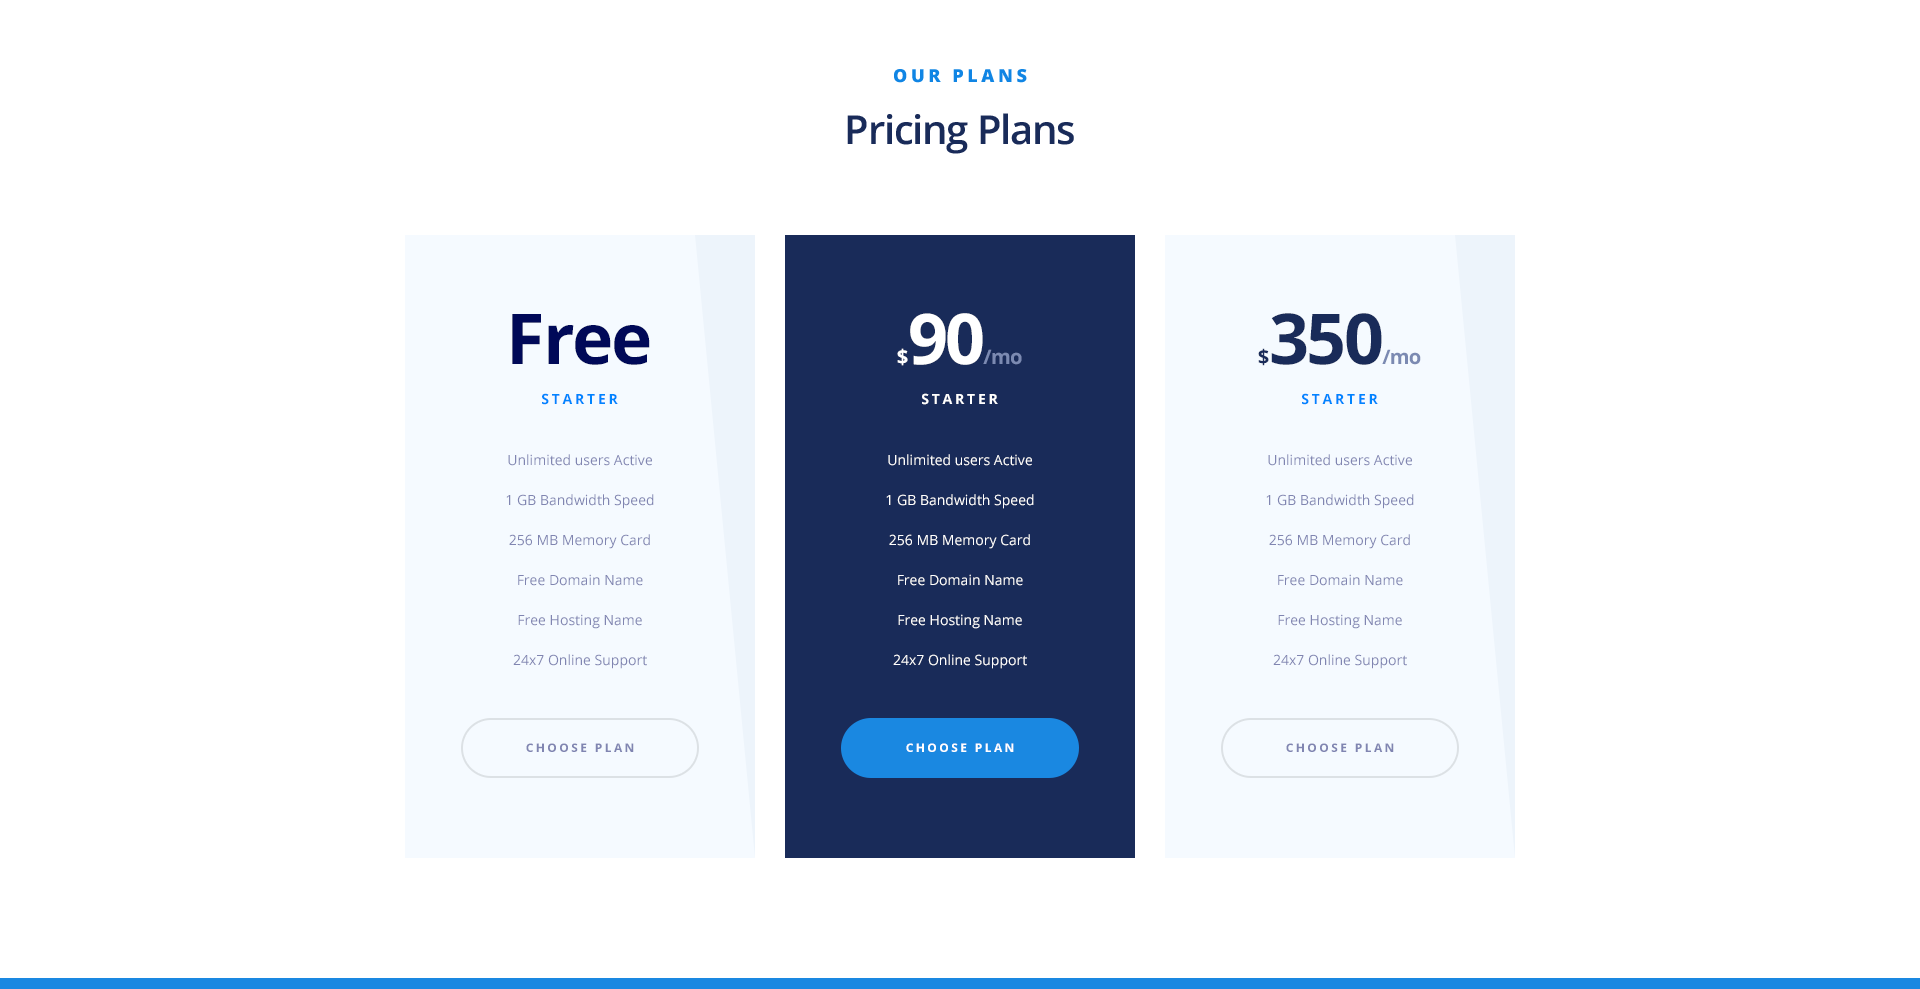 OUR PLANS
Pricing Plans
Free
STARTER
Unlimited users Active
1 GB Bandwidth Speed
256 MB Memory Card
Free Domain Name
Free Hosting Name
24x7 Online Support
CHOOSE PLAN
$90/mo
STARTER
Unlimited users Active
1 GB Bandwidth Speed
256 MB Memory Card
Free Domain Name
Free Hosting Name
24x7 Online Support
CHOOSE PLAN
$350/mo
STARTER
Unlimited users Active
1 GB Bandwidth Speed
256 MB Memory Card
Free Domain Name
Free Hosting Name
24x7 Online Support
CHOOSE PLAN